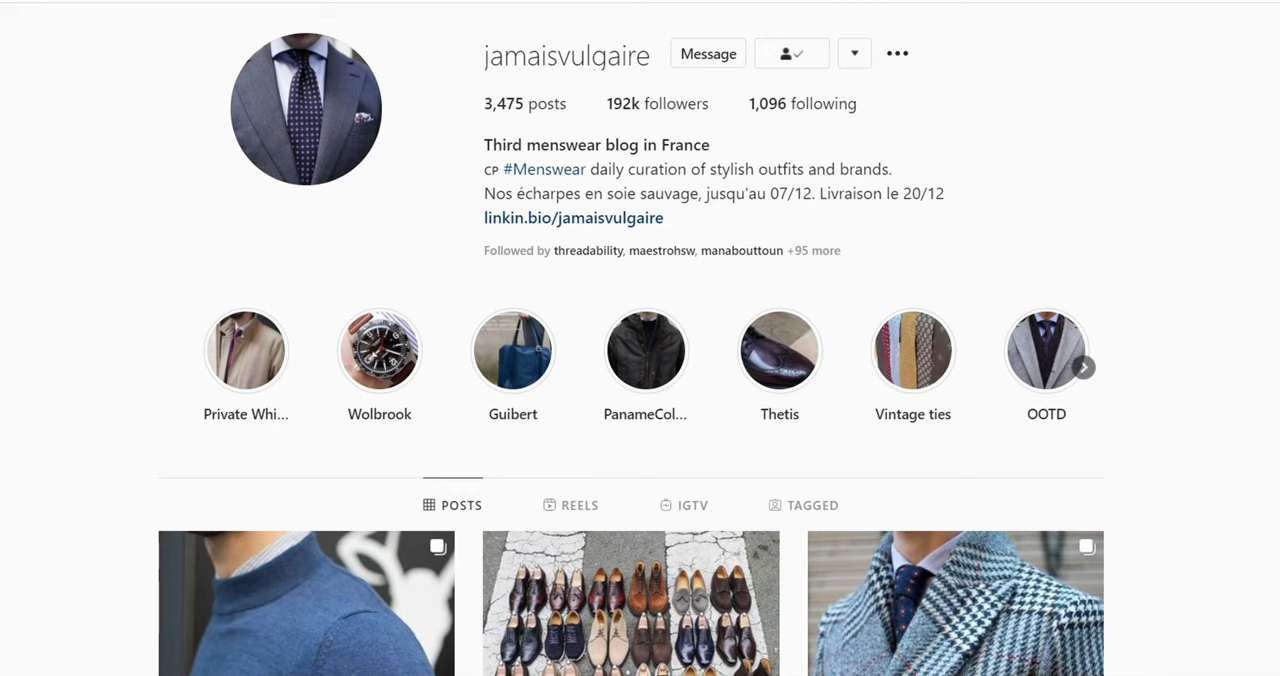 jamaisvulgaire Message
3,475 posts 192k followers 1,096 following
Third menswear blog in France
CP #Menswear daily curation of stylish outfits and brands.
Nos écharpes en soie sauvage, jusqu'au 07/12. Livraison le 20/12
linkin.bio/jamaisvulgaire
Followed by threadability, maestrohsw, manabouttoun +95 more
Private Whi... Wolbrook Guibert PanameCol... Thetis Vintage ties OOTD
POSTS REELS IGTV TAGGED